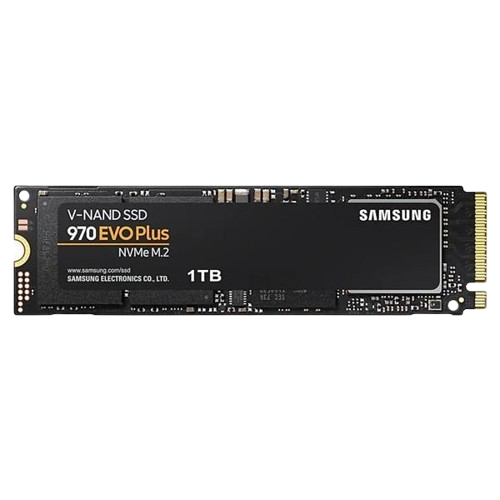 V-NAND SSD
970 EVO Plus
NVMe M.2
SAMSUNG
www.samsung.com/ssd
SAMSUNG ELECTRONICS CO., LTD.
1TB